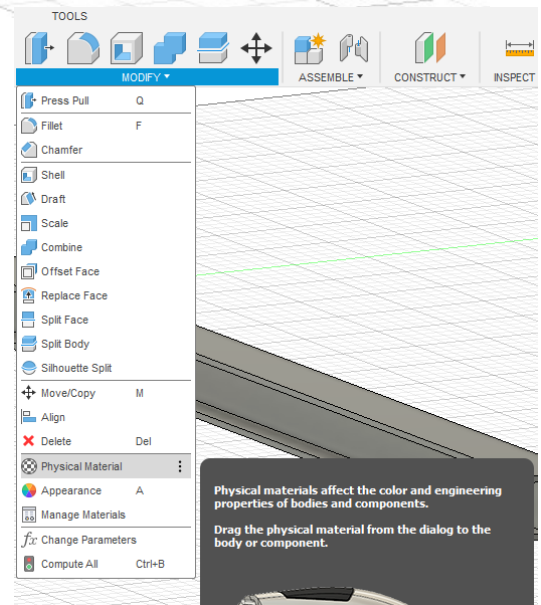 TOOLS
MODIFY ▾ ASSEMBLE ▾ CONSTRUCT ▾ INSPECT
Press Pull Q
Fillet F
Chamfer
Shell
Draft
Scale
Combine
Offset Face
Replace Face
Split Face
Split Body
Silhouette Split
Move/Copy M
Align
Delete Del
Physical Material
Appearance A
Manage Materials
fx Change Parameters
Compute All Ctrl+B
Physical materials affect the color and engineering
properties of bodies and components.
Drag the physical material from the dialog to the
body or component.